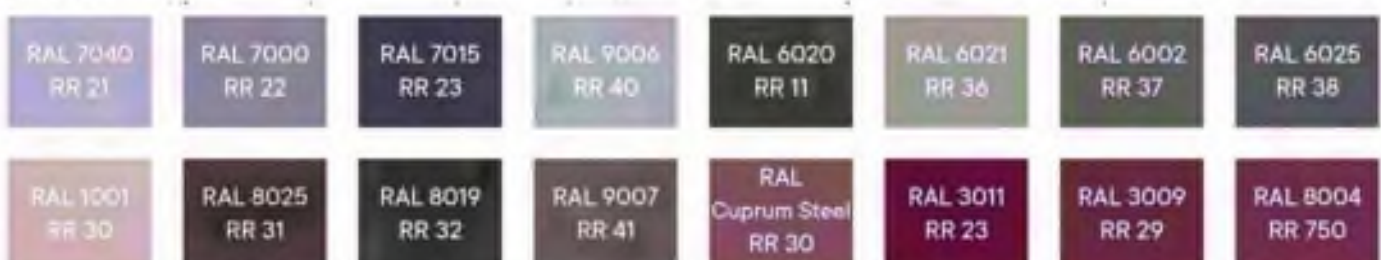 RAL 7040
RR 21
RAL 7000
RR 22
RAL 7015
RR 23
RAL 9006
RR 40
RAL 6020
RR 11
RAL 6021
RR 36
RAL 6002
RR 37
RAL 6025
RR 38
RAL 1001
RR 30
RAL 8025
RR 31
RAL 8019
RR 32
RAL 9007
RR 41
RAL
Cuprum Steel
RR 30
RAL 3011
RR 23
RAL 3009
RR 29
RAL 8004
RR 750